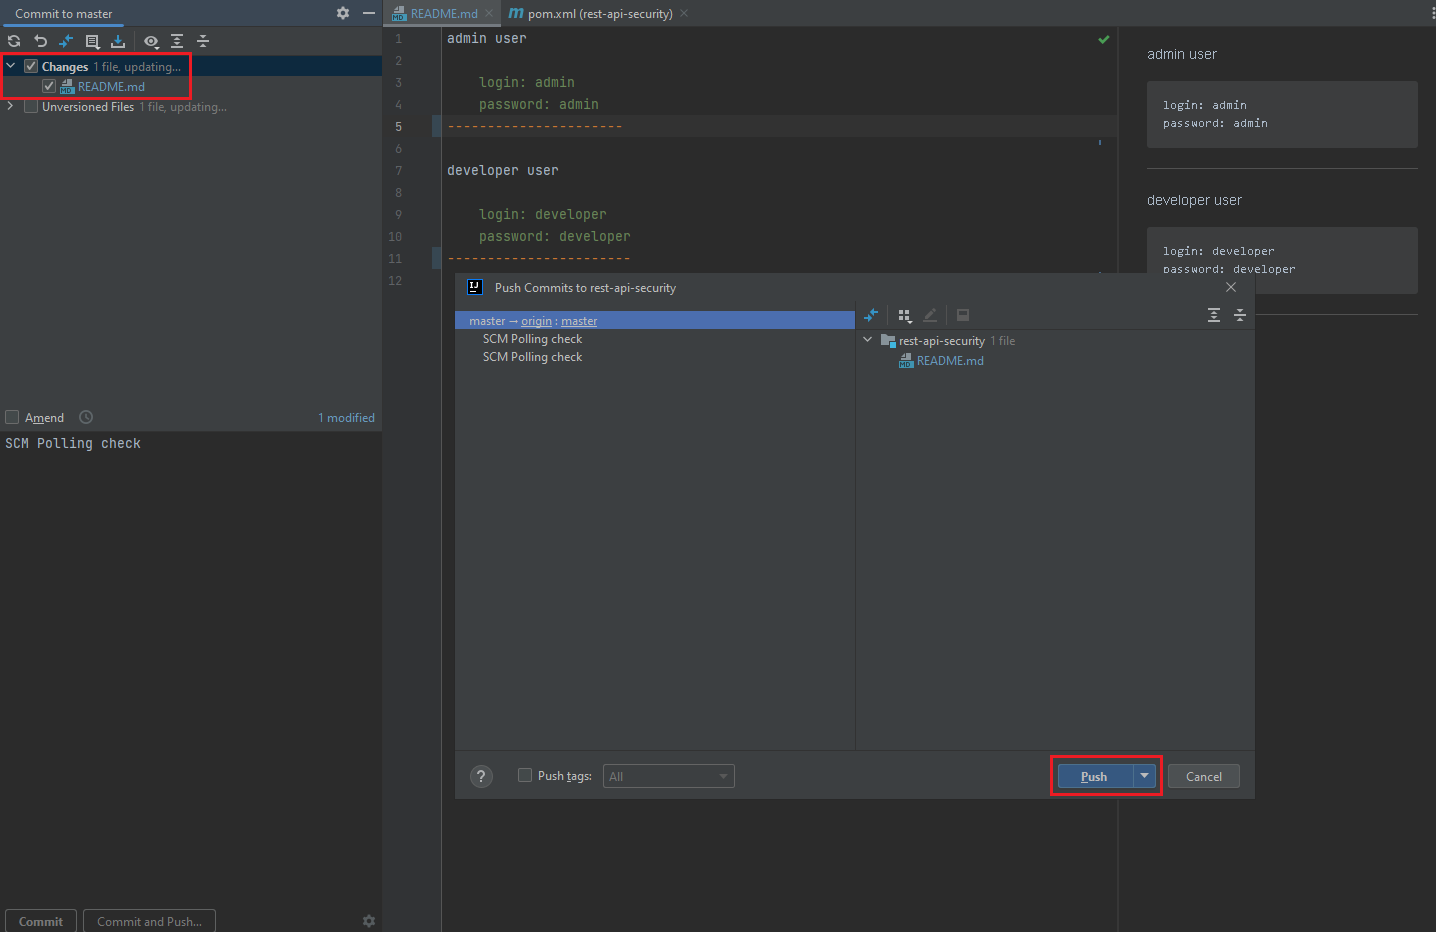 Commit to master
Changes 1 file, updating...
README.md
Unversioned Files 1 file, updating...
Amend
1 modified
SCM Polling check
Commit
Commit and Push...
README.md
pom.xml (rest-api-security)
1 admin user
2
3 login: admin
4 password: admin
5 ----------------------
6
7 developer user
8
9 login: developer
10 password: developer
11 -----------------------
12
admin user
login: admin
password: admin
developer user
login: developer
password: developer
Push Commits to rest-api-security
master → origin : master
SCM Polling check
SCM Polling check
rest-api-security 1 file
README.md
?
Push tags:
All
Push
Cancel